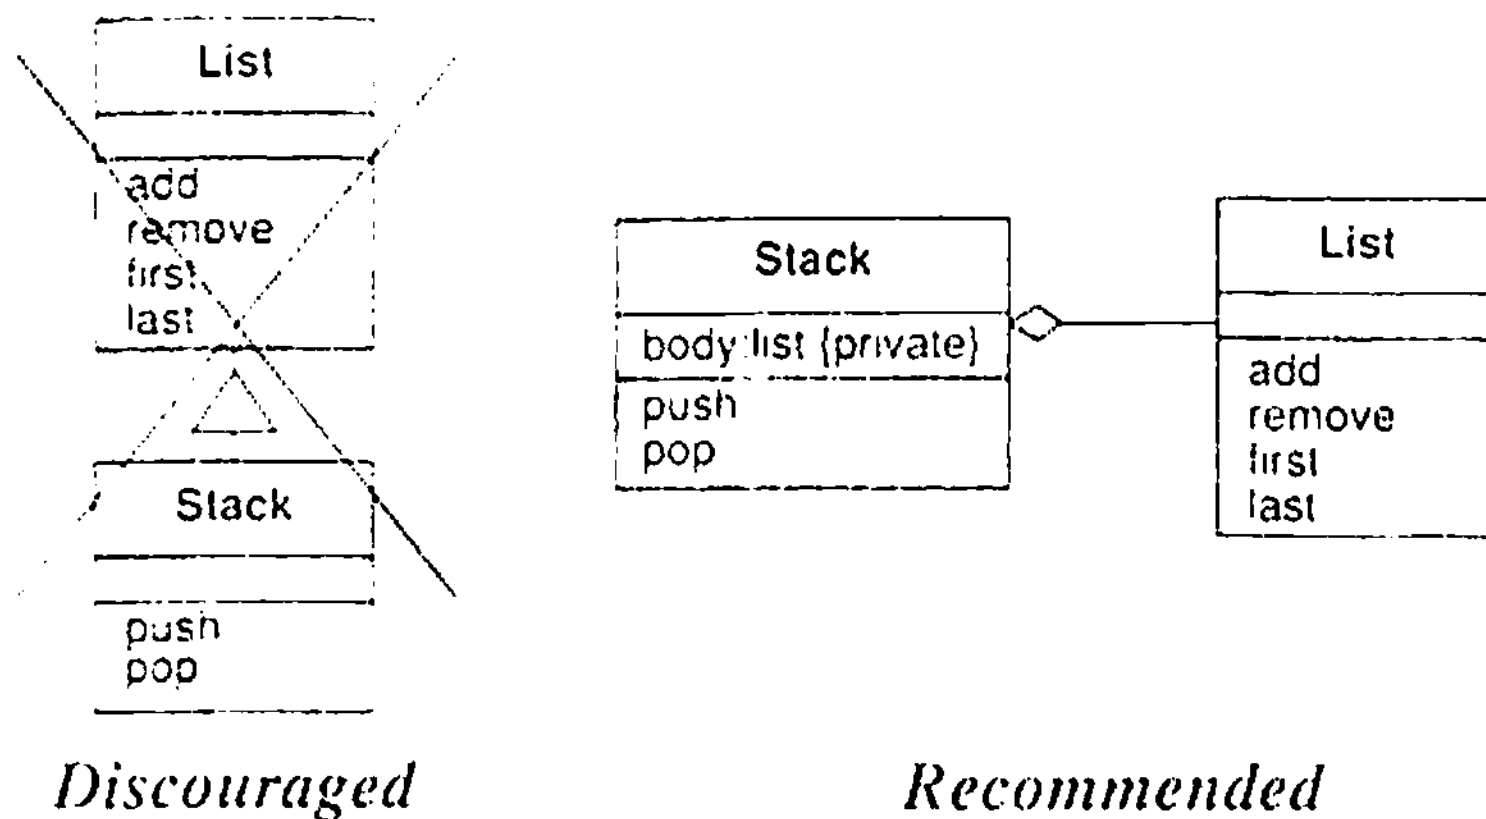 List
add
remove
first
last
Stack
push
pop
Discouraged
Stack
body:list {private}
push
pop
List
add
remove
first
last
Recommended